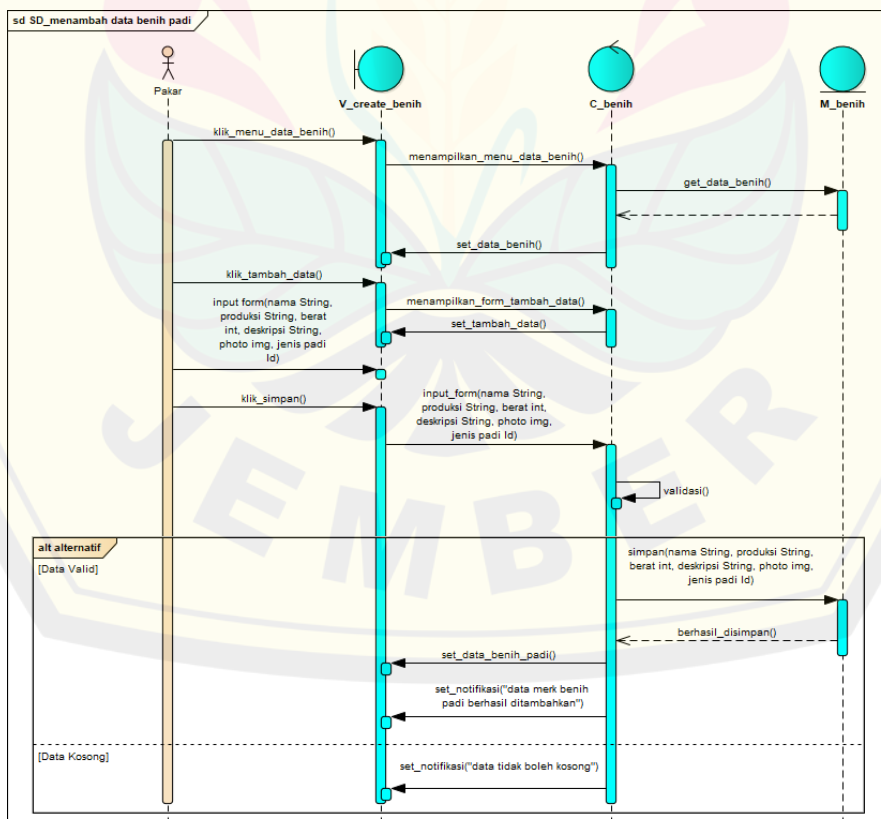 sd SD_menambah data benih padi
Pakar
V_create_benih
C_benih
M_benih
klik_menu_data_benih()
menampilkan_menu_data_benih()
get_data_benih()
set_data_benih()
klik_tambah_data()
input form(nama String,
produksi String, berat
int, deskripsi String,
photo img, jenis padi
Id)
menampilkan_form_tambah_data()
set_tambah_data()
klik_simpan()
input_form(nama String,
produksi String, berat int,
deskripsi String, photo img,
jenis padi Id)
validasi()
JEMBER
alt alternatif
[Data Valid]
simpan(nama String, produksi String,
berat int, deskripsi String, photo img,
jenis padi Id)
berhasil_disimpan()
set_data_benih_padi()
set_notifikasi("data merk benih
padi berhasil ditambahkan")
[Data Kosong]
set_notifikasi("data tidak boleh kosong")